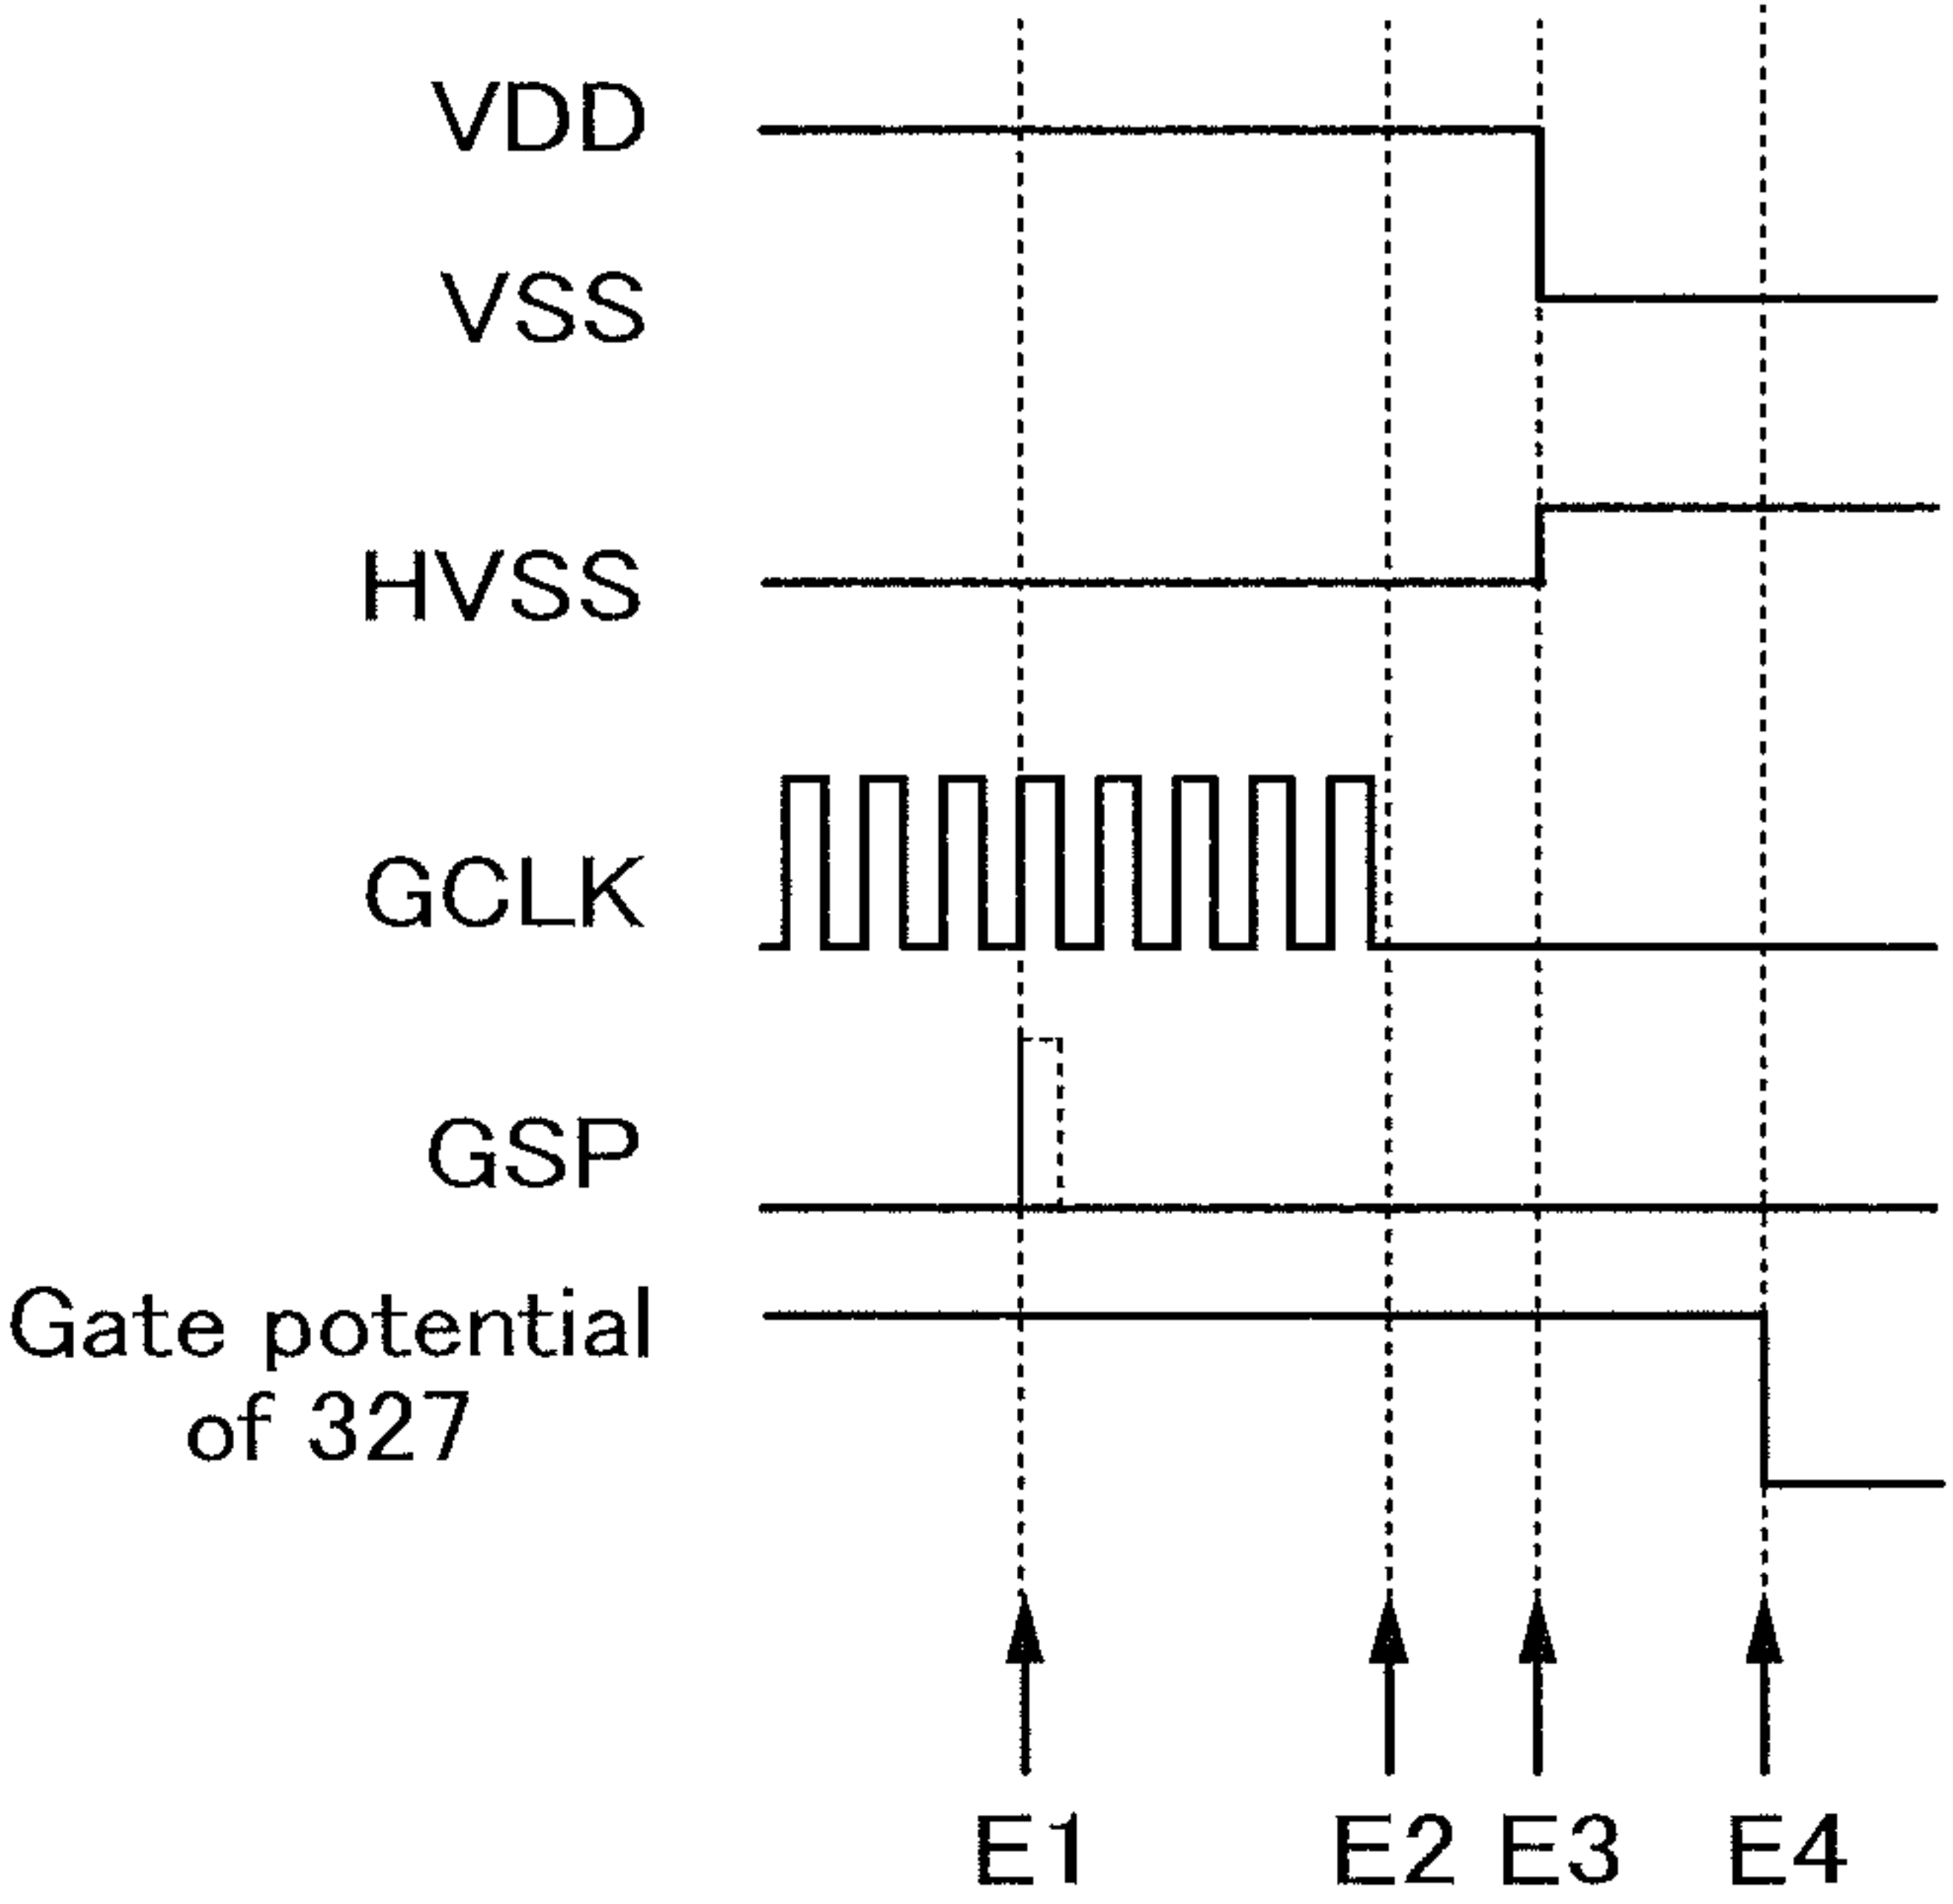 VDD
VSS
HVSS
GCLK
GSP
Gate potential
of 327
E1 E2 E3 E4